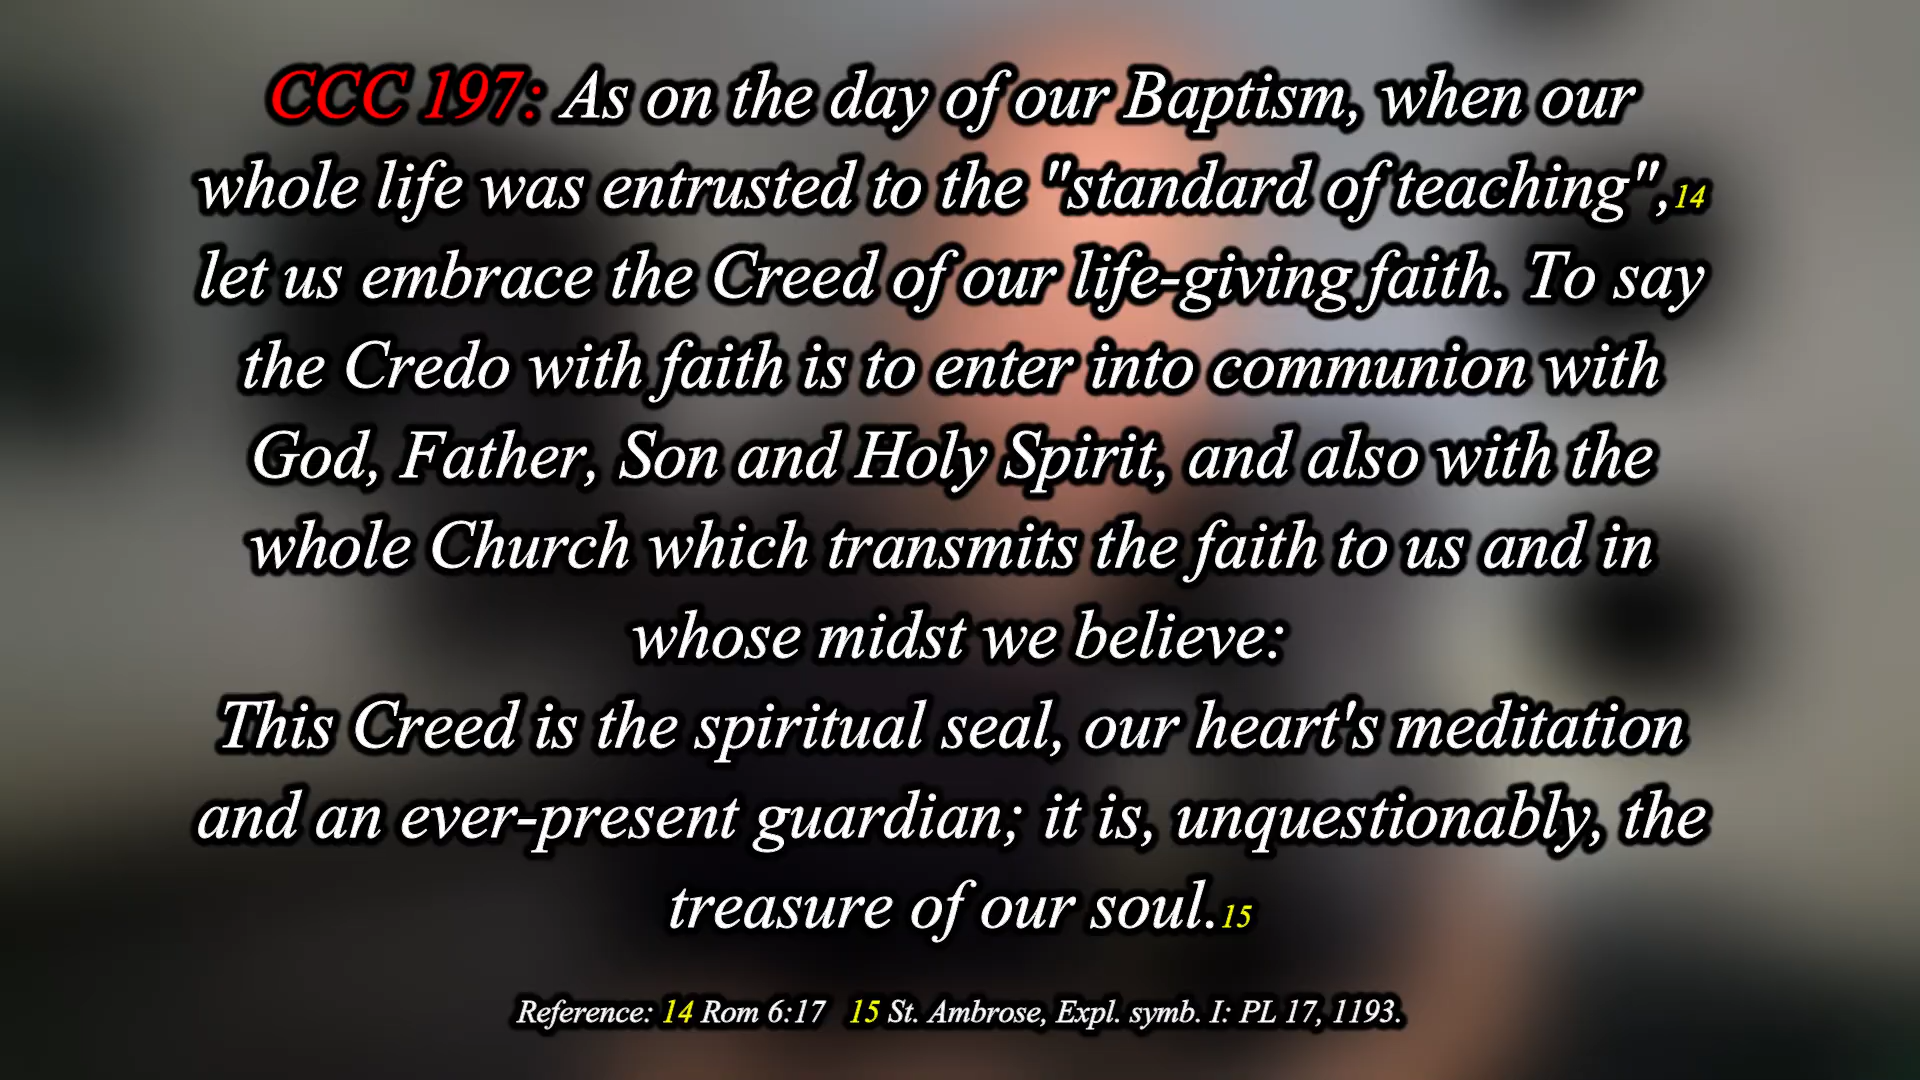 CCC 197: As on the day of our Baptism, when our
whole life was entrusted to the "standard of teaching",14
let us embrace the Creed of our life-giving faith. To say
the Credo with faith is to enter into communion with
God, Father, Son and Holy Spirit, and also with the
whole Church which transmits the faith to us and in
whose midst we believe:
This Creed is the spiritual seal, our heart's meditation
and an ever-present guardian; it is, unquestionably, the
treasure of our soul.15
Reference: 14 Rom 6:17 15 St. Ambrose, Expl. symb. I: PL 17, 1193.